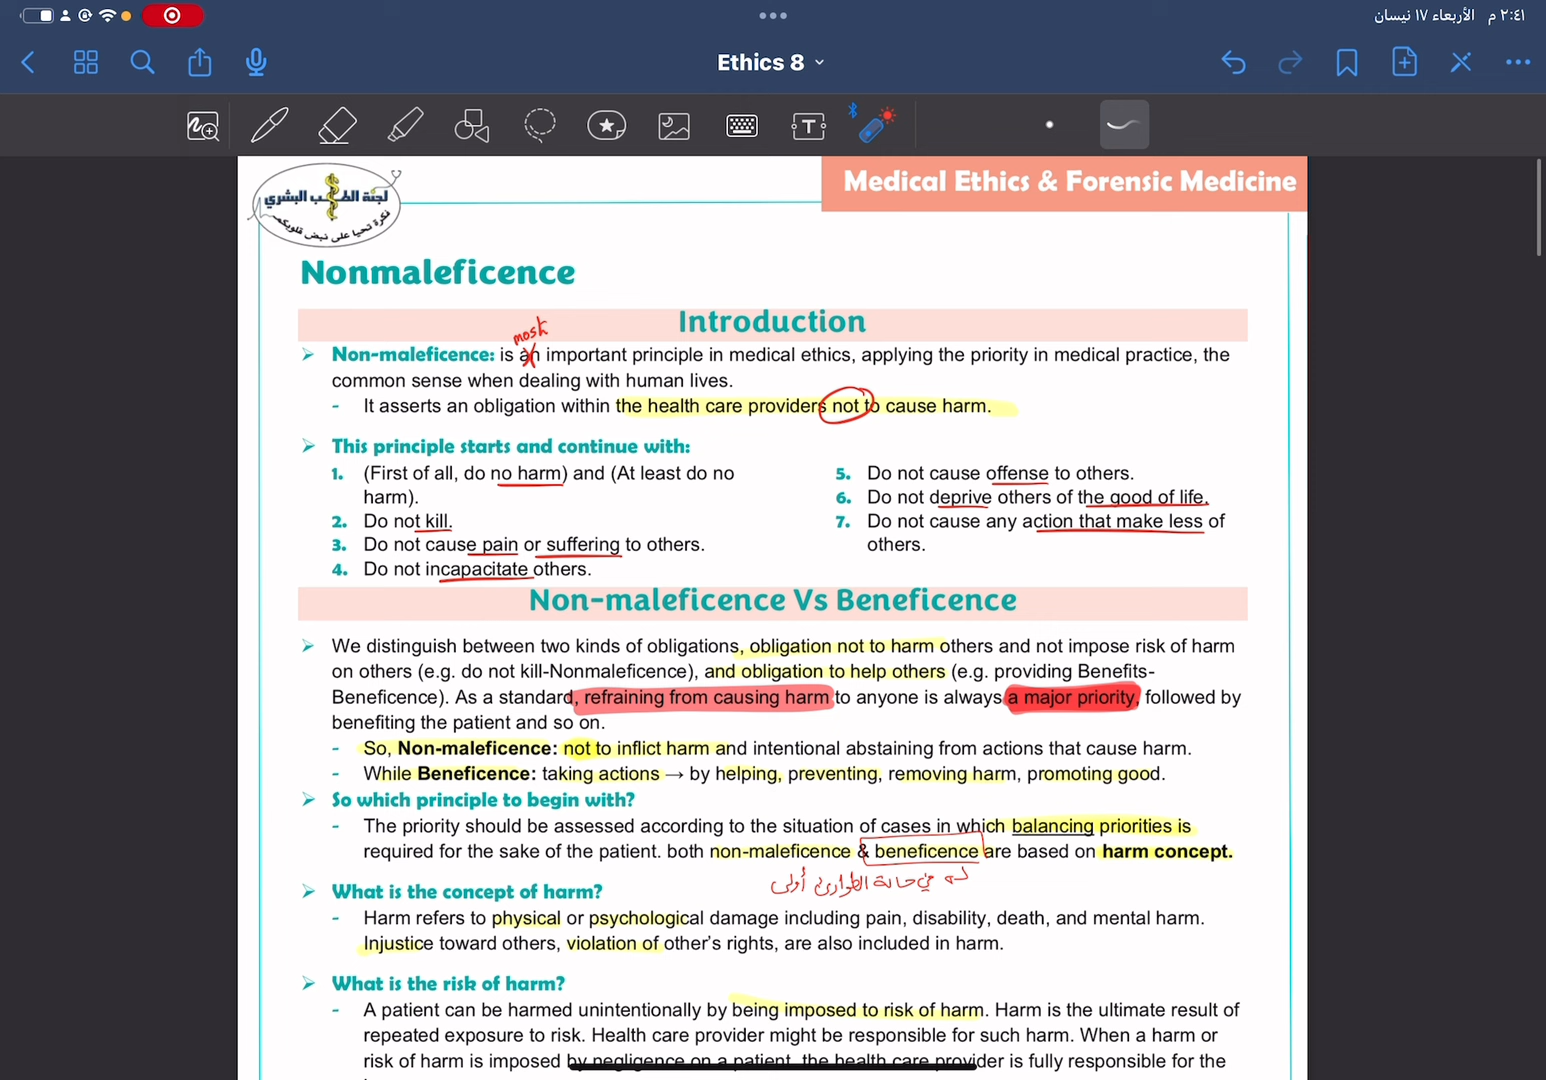 ٢:٤١ م الأربعاء ١٧ نيسان
Ethics 8
لجنة الطب البشري
فكرة تحيا على نبض قلوبكم
Medical Ethics & Forensic Medicine
Nonmaleficence
Introduction
most
Non-maleficence: is an important principle in medical ethics, applying the priority in medical practice, the
common sense when dealing with human lives.
- It asserts an obligation within the health care providers not to cause harm.
This principle starts and continue with:
1. (First of all, do no harm) and (At least do no
harm).
2. Do not kill.
3. Do not cause pain or suffering to others.
4. Do not incapacitate others.
5. Do not cause offense to others.
6. Do not deprive others of the good of life.
7. Do not cause any action that make less of
others.
Non-maleficence Vs Beneficence
We distinguish between two kinds of obligations, obligation not to harm others and not impose risk of harm
on others (e.g. do not kill-Nonmaleficence), and obligation to help others (e.g. providing Benefits-
Beneficence). As a standard, refraining from causing harm to anyone is always a major priority, followed by
benefiting the patient and so on.
- So, Non-maleficence: not to inflict harm and intentional abstaining from actions that cause harm.
- While Beneficence: taking actions → by helping, preventing, removing harm, promoting good.
So which principle to begin with?
- The priority should be assessed according to the situation of cases in which balancing priorities is
required for the sake of the patient. both non-maleficence & beneficence are based on harm concept.
في حالة الطوارئ أولى
What is the concept of harm?
- Harm refers to physical or psychological damage including pain, disability, death, and mental harm.
Injustice toward others, violation of other's rights, are also included in harm.
What is the risk of harm?
- A patient can be harmed unintentionally by being imposed to risk of harm. Harm is the ultimate result of
repeated exposure to risk. Health care provider might be responsible for such harm. When a harm or
risk of harm is imposed by negligence on a patient, the health care provider is fully responsible for the